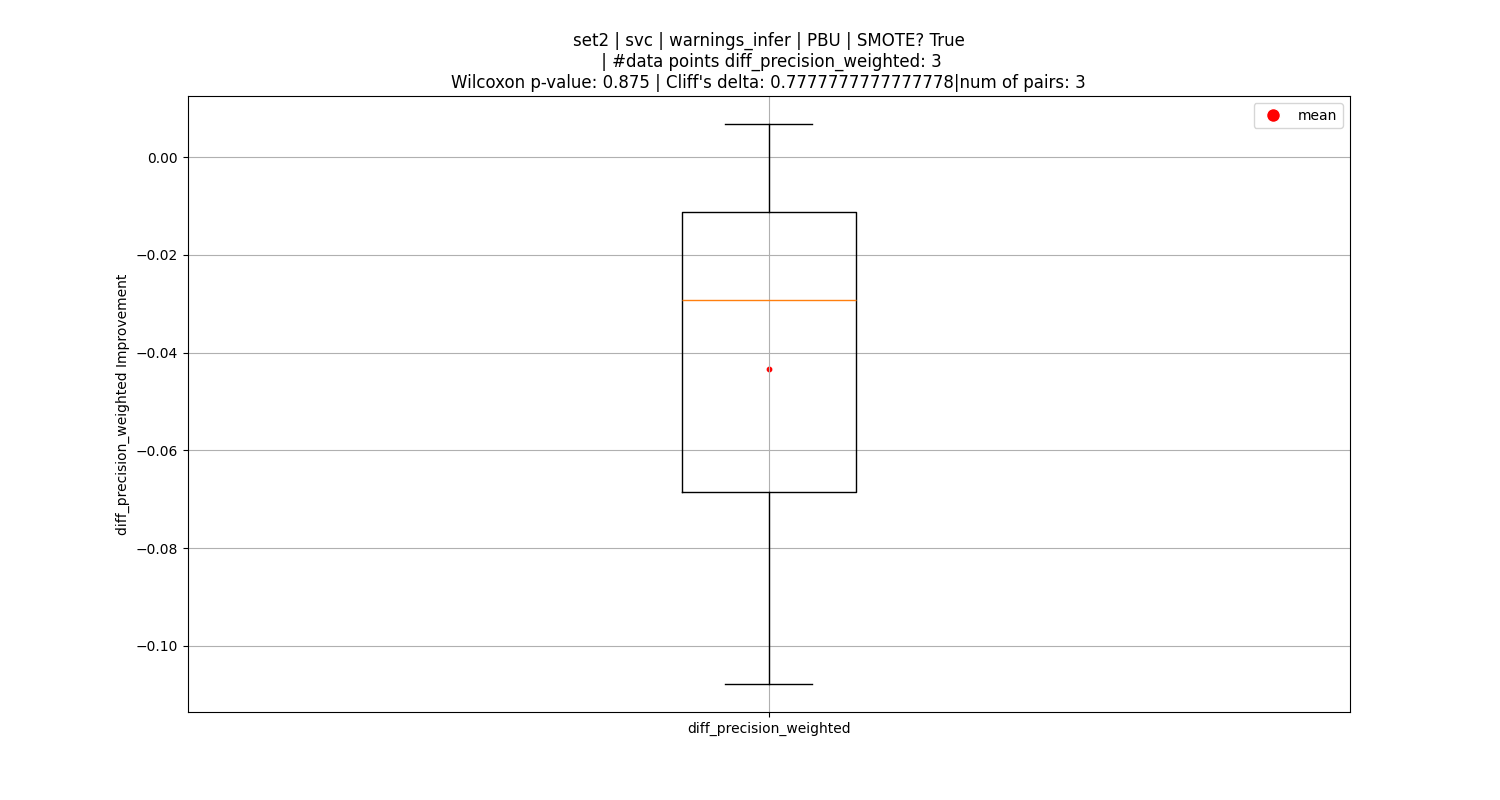 set2 | svc | warnings_infer | PBU | SMOTE? True
| #data points diff_precision_weighted: 3
Wilcoxon p-value: 0.875 | Cliff's delta: 0.7777777777777778|num of pairs: 3
mean
0.00
−0.02
−0.04
−0.06
−0.08
−0.10
diff_precision_weighted Improvement
diff_precision_weighted